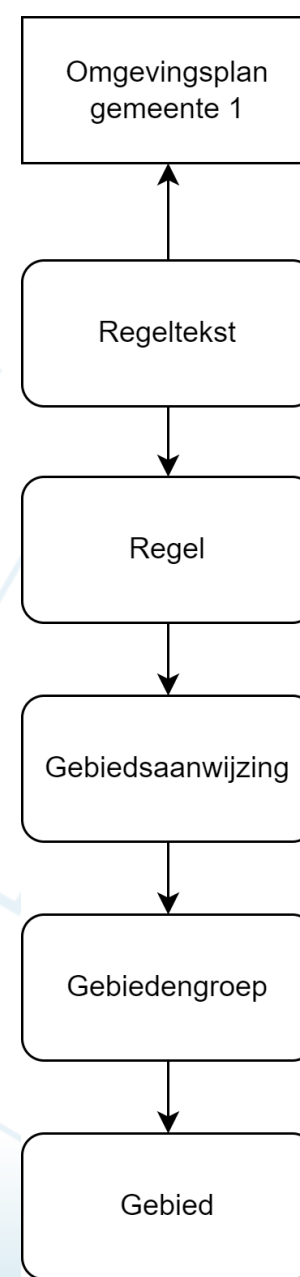 Omgevingsplan
gemeente 1
Regeltekst
Regel
Gebiedsaanwijzing
Gebiedengroep
Gebied